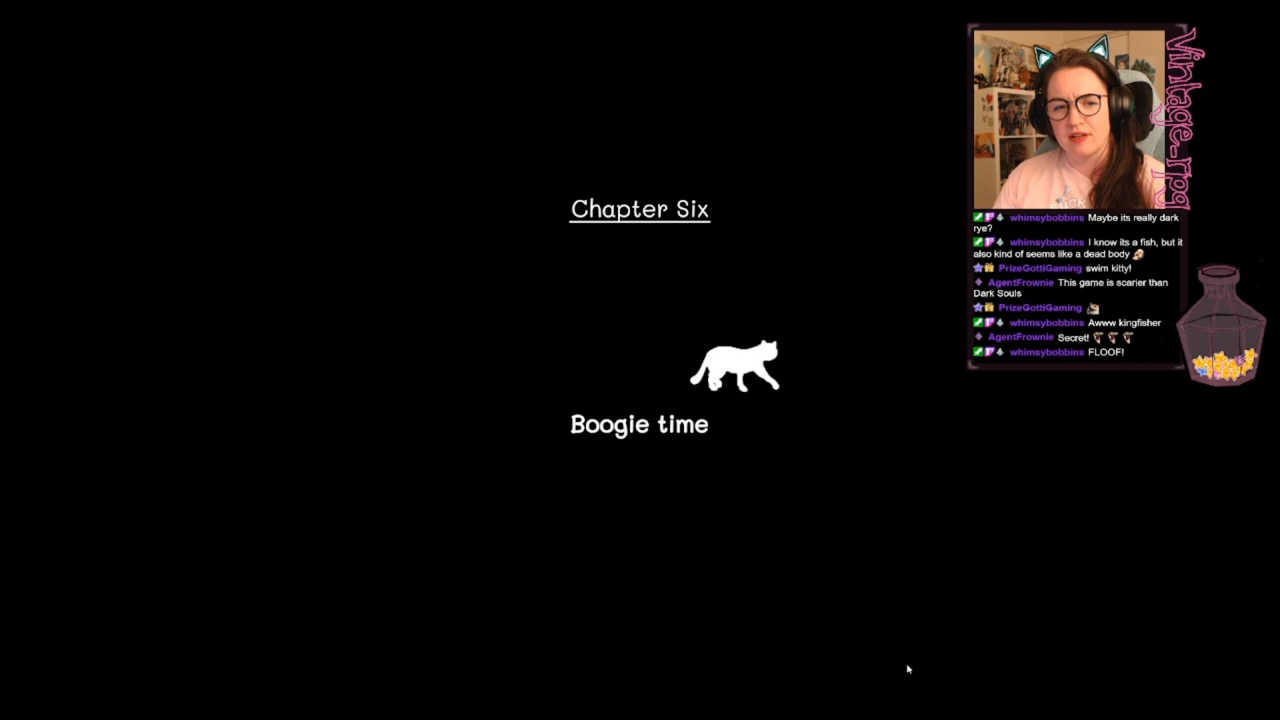 Chapter Six
Boogie time
Vintage_rpg
whimsybobbins Maybe its really dark
rye?
whimsybobbins I know its a fish, but it
also kind of seems like a dead body
PrizeGottiGaming swim kitty!
AgentFrownie This game is scarier than
Dark Souls
PrizeGottiGaming
whimsybobbins Awww kingfisher
AgentFrownie Secret!
whimsybobbins FLOOF!